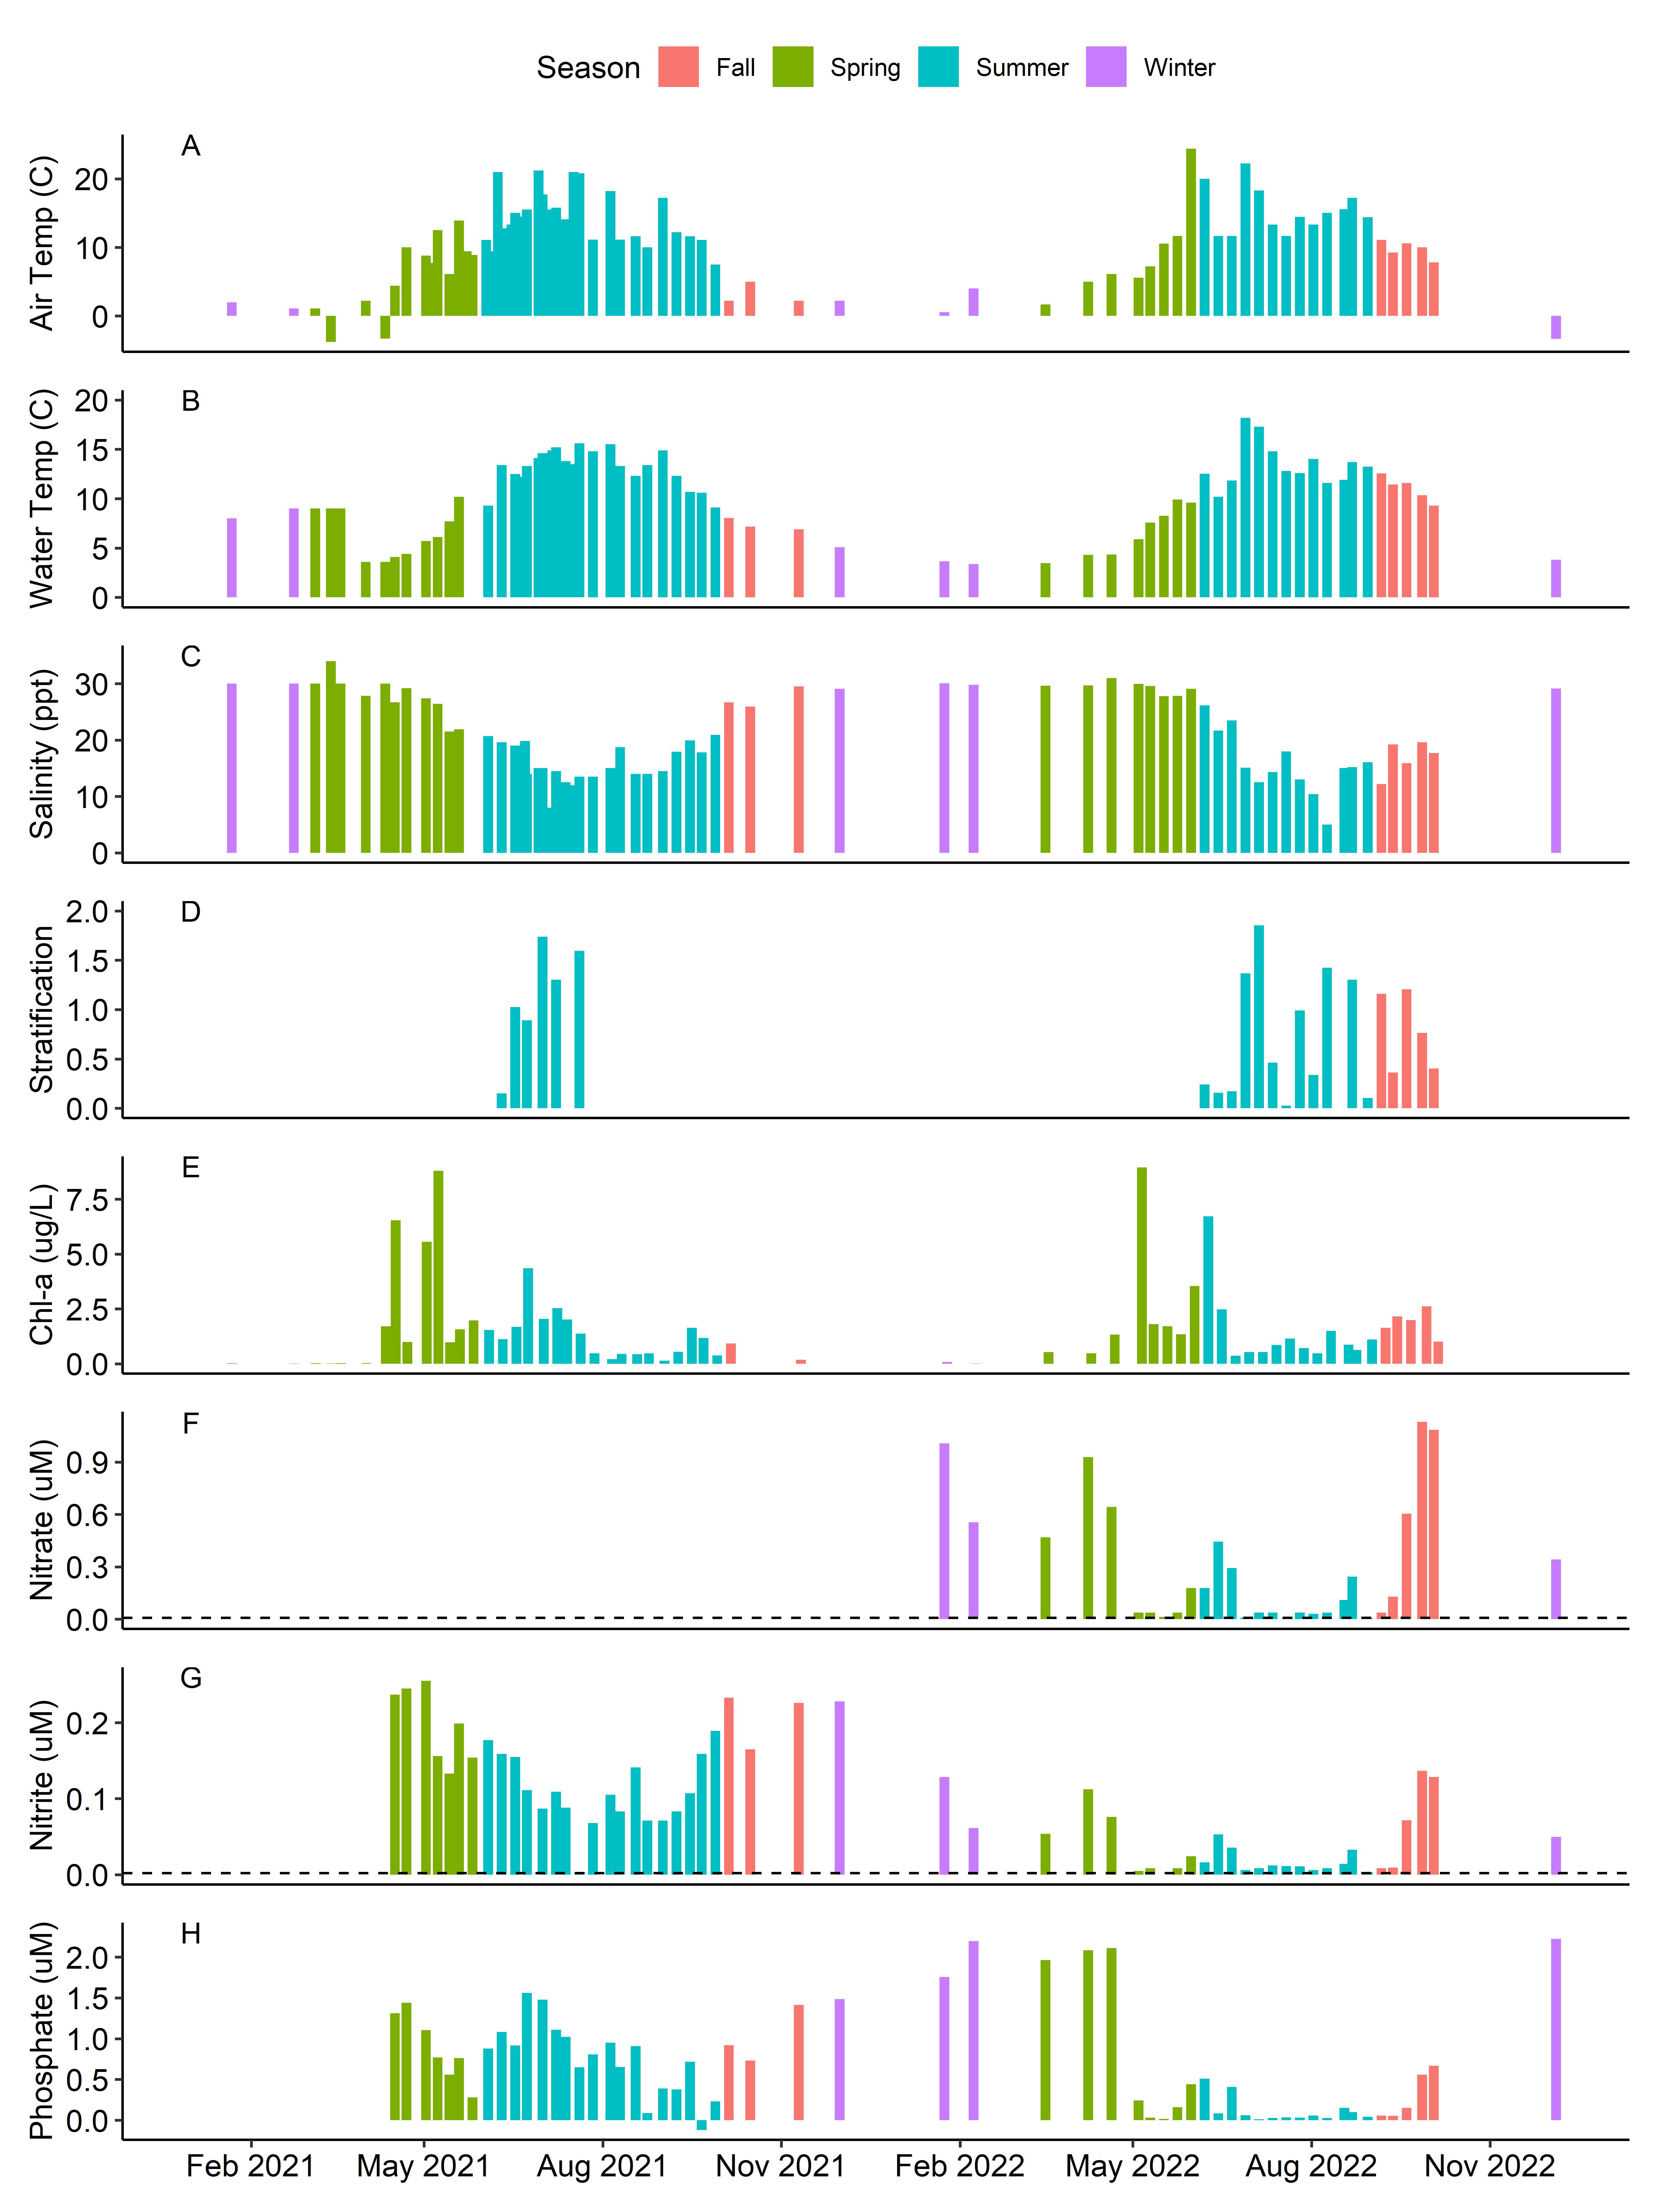 Season Fall Spring Summer Winter
A
Air Temp (C)
20
10
0
B
Water Temp (C)
20
15
10
5
0
C
Salinity (ppt)
30
20
10
0
D
Stratification
2.0
1.5
1.0
0.5
0.0
E
Chl-a (ug/L)
7.5
5.0
2.5
0.0
F
Nitrate (uM)
0.9
0.6
0.3
0.0
G
Nitrite (uM)
0.2
0.1
0.0
H
Phosphate (uM)
2.0
1.5
1.0
0.5
0.0
Feb 2021 May 2021 Aug 2021 Nov 2021 Feb 2022 May 2022 Aug 2022 Nov 2022